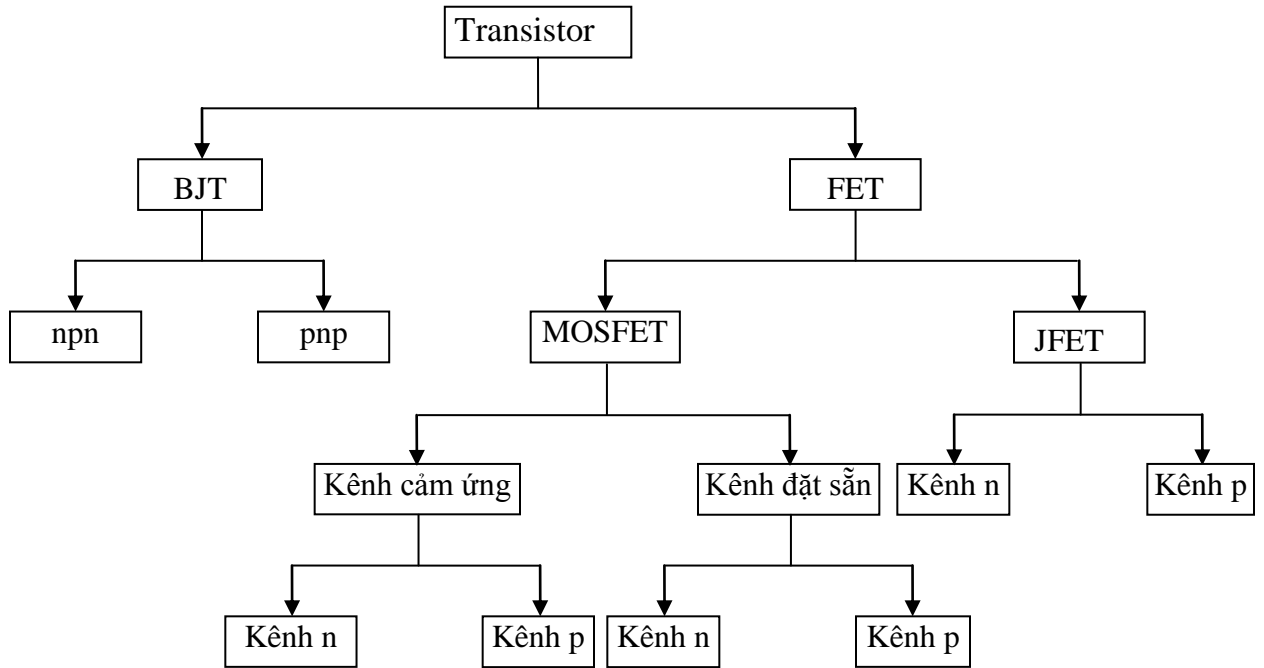 Transistor
BJT
FET
npn
pnp
MOSFET
JFET
Kênh cảm ứng
Kênh đặt sẵn
Kênh n
Kênh p
Kênh n
Kênh p
Kênh n
Kênh p